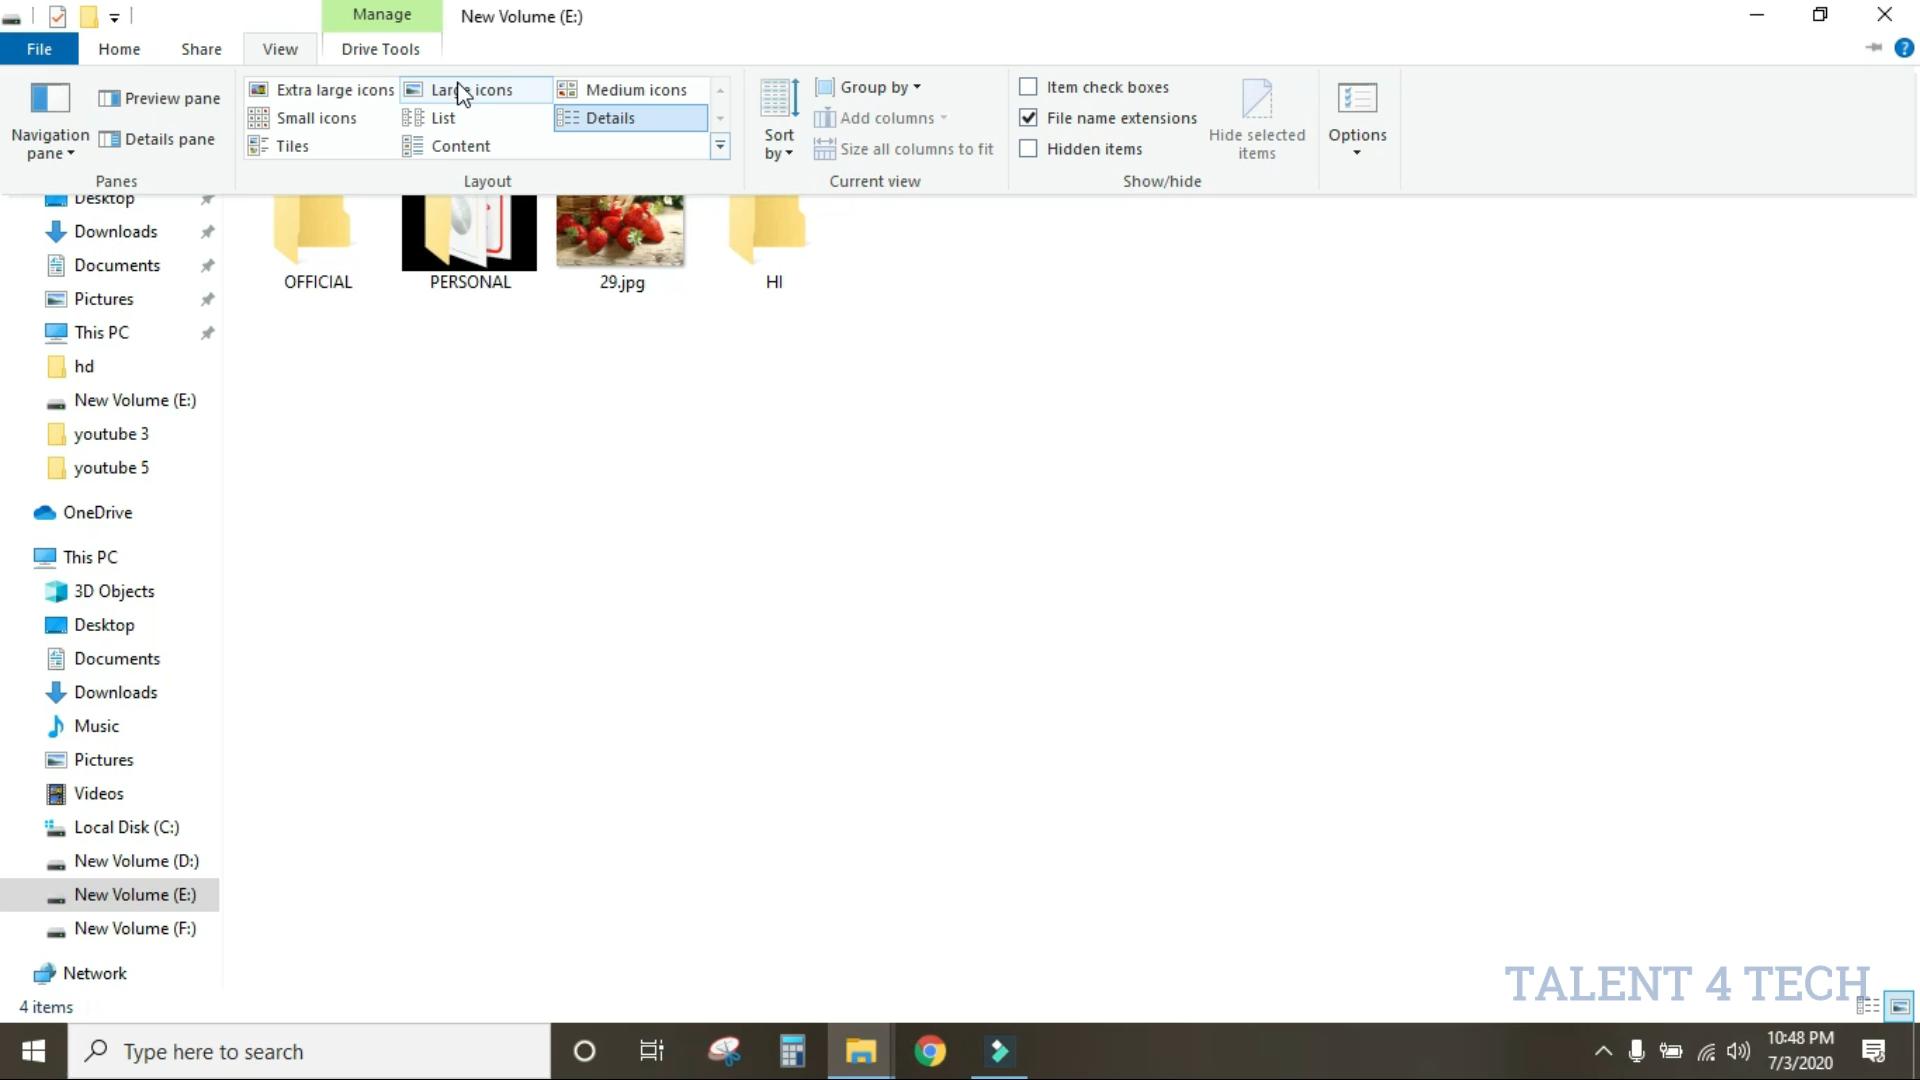 Manage
New Volume (E:)
File
Home
Share
View
Drive Tools
Navigation
pane
Preview pane
Details pane
Panes
Extra large icons
Large icons
Medium icons
Small icons
List
Details
Tiles
Content
Layout
Sort
by
Group by
Add columns
Size all columns to fit
Current view
Item check boxes
File name extensions
Hidden items
Hide selected
items
Show/hide
Options
Desktop
Downloads
Documents
Pictures
This PC
hd
New Volume (E:)
youtube 3
youtube 5
OneDrive
This PC
3D Objects
Desktop
Documents
Downloads
Music
Pictures
Videos
Local Disk (C:)
New Volume (D:)
New Volume (E:)
New Volume (F:)
Network
OFFICIAL
PERSONAL
29.jpg
HI
4 items
TALENT 4 TECH
Type here to search
10:48 PM
7/3/2020